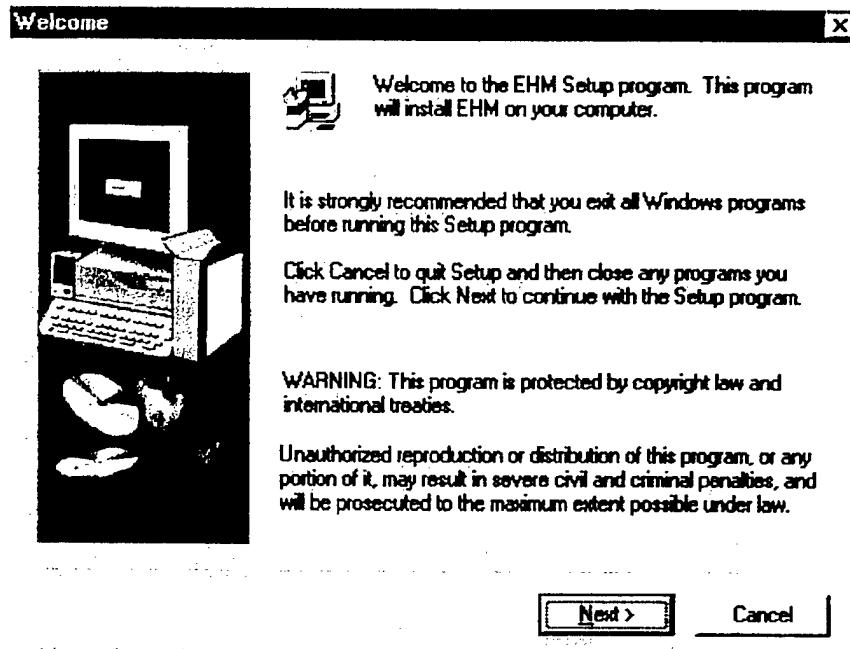 Welcome
Welcome to the EHM Setup program. This program
will install EHM on your computer.
It is strongly recommended that you exit all Windows programs
before running this Setup program.
Click Cancel to quit Setup and then close any programs you
have running. Click Next to continue with the Setup program.
WARNING: This program is protected by copyright law and
international treaties.
Unauthorized reproduction or distribution of this program, or any
portion of it, may result in severe civil and criminal penalties, and
will be prosecuted to the maximum extent possible under law.
Next >
Cancel